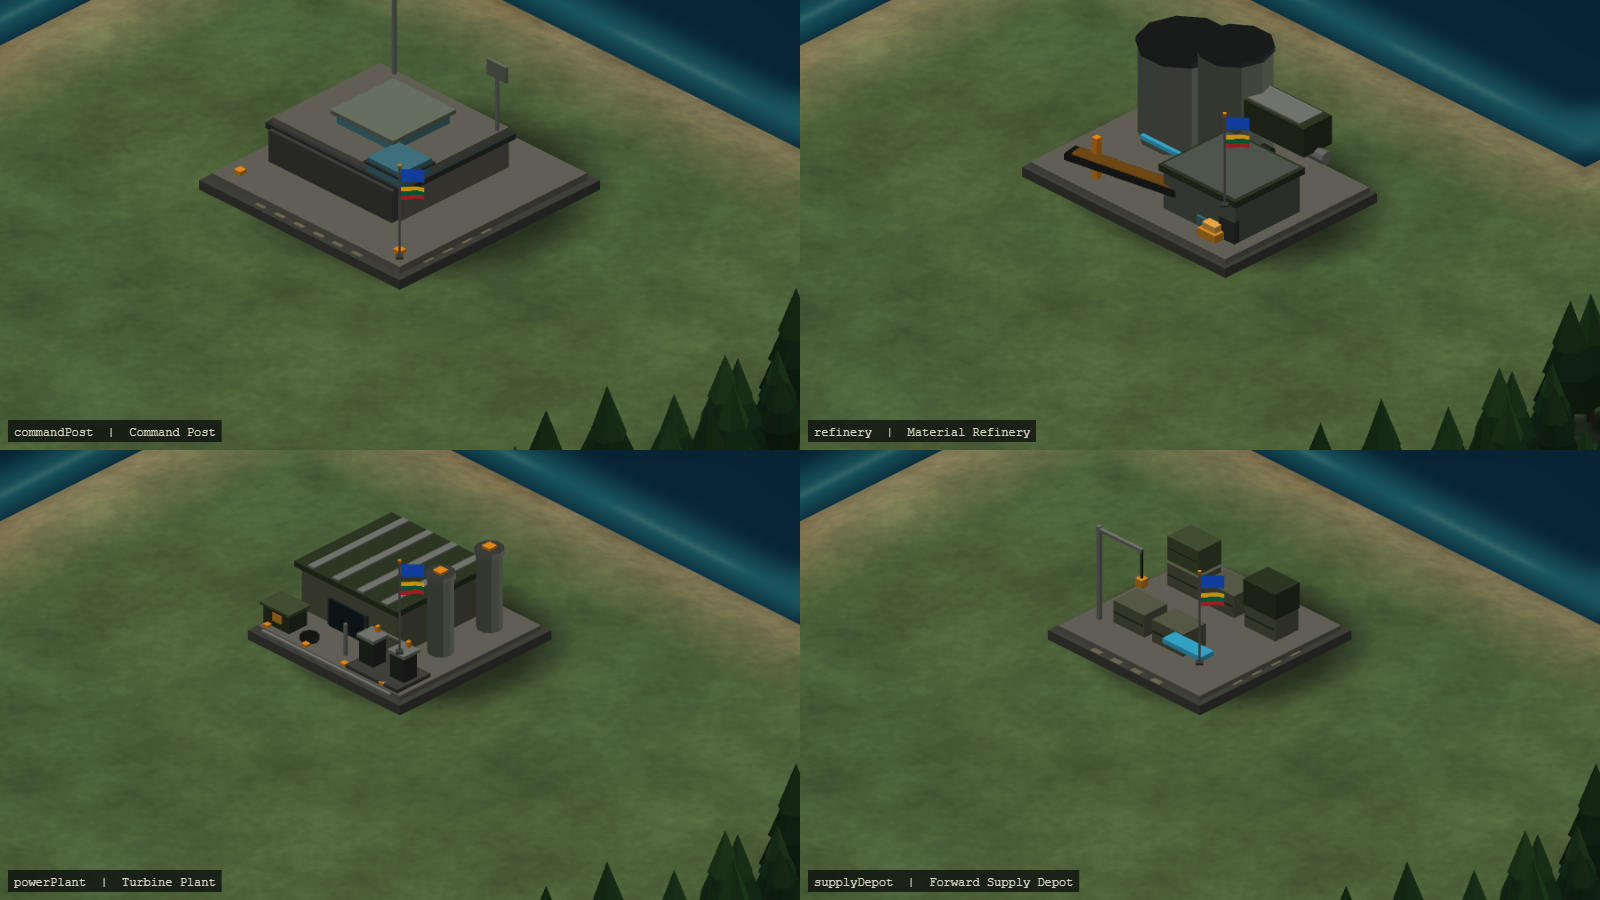 commandPost | Command Post
refinery | Material Refinery
powerPlant | Turbine Plant
supplyDepot | Forward Supply Depot